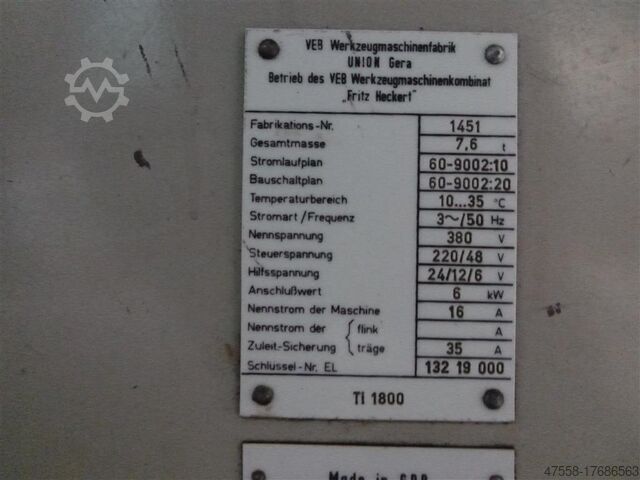 VEB Werkzeugmaschinenfabrik
UNION Gera
Betrieb des VEB Werkzeugmaschinenkombinat
„Fritz Heckert"
Fabrikations-Nr. 1451
Gesamtmasse 7,6 t
Stromlaufplan 60-9002:10
Bauschaltplan 60-9002:20
Temperaturbereich 10...35 °C
Stromart/Frequenz 3~/50 Hz
Nennspannung 380 V
Steuerspannung 220/48 V
Hilfsspannung 24/12/6 V
Anschlußwert 6 kW
Nennstrom der Maschine 16 A
Nennstrom der flink A
Zuleit-Sicherung träge 35 A
Schlüssel-Nr. EL 132 19 000
TI 1800
Made in GDR
47558-17686563